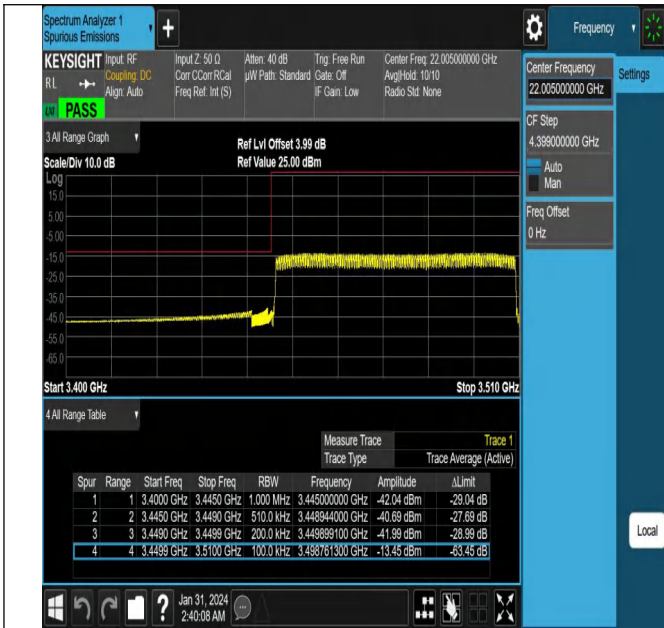 Spectrum Analyzer 1
Spurious Emissions
+
Frequency
KEYSIGHT
RL
PASS
Input: RF
Coupling: DC
Align: Auto
Input Z: 50 Ω
Corr CCorr RCal
Freq Ref: Int (S)
Atten: 40 dB
µW Path: Standard
Trig: Free Run
Gate: Off
IF Gain: Low
Center Freq: 22.005000000 GHz
Avg|Hold: 10/10
Radio Std: None
Center Frequency
22.005000000 GHz
Settings
CF Step
4.399000000 GHz
Auto
Man
Freq Offset
0 Hz
3 All Range Graph
Scale/Div 10.0 dB
Ref Lvl Offset 3.99 dB
Ref Value 25.00 dBm
Log
15.0
5.00
-5.00
-15.0
-25.0
-35.0
-45.0
-55.0
-65.0
Start 3.400 GHz
Stop 3.510 GHz
4 All Range Table
Measure Trace Trace 1
Trace Type Trace Average (Active)
Spur Range Start Freq Stop Freq RBW Frequency Amplitude ΔLimit
1 1 3.4000 GHz 3.4450 GHz 1.000 MHz 3.445000000 GHz -42.04 dBm -29.04 dB
2 2 3.4450 GHz 3.4490 GHz 510.0 kHz 3.448944000 GHz -40.69 dBm -27.69 dB
3 3 3.4490 GHz 3.4499 GHz 200.0 kHz 3.449899100 GHz -41.99 dBm -28.99 dB
4 4 3.4499 GHz 3.5100 GHz 100.0 kHz 3.498761300 GHz -13.45 dBm -63.45 dB
Local
?
Jan 31, 2024
2:40:08 AM